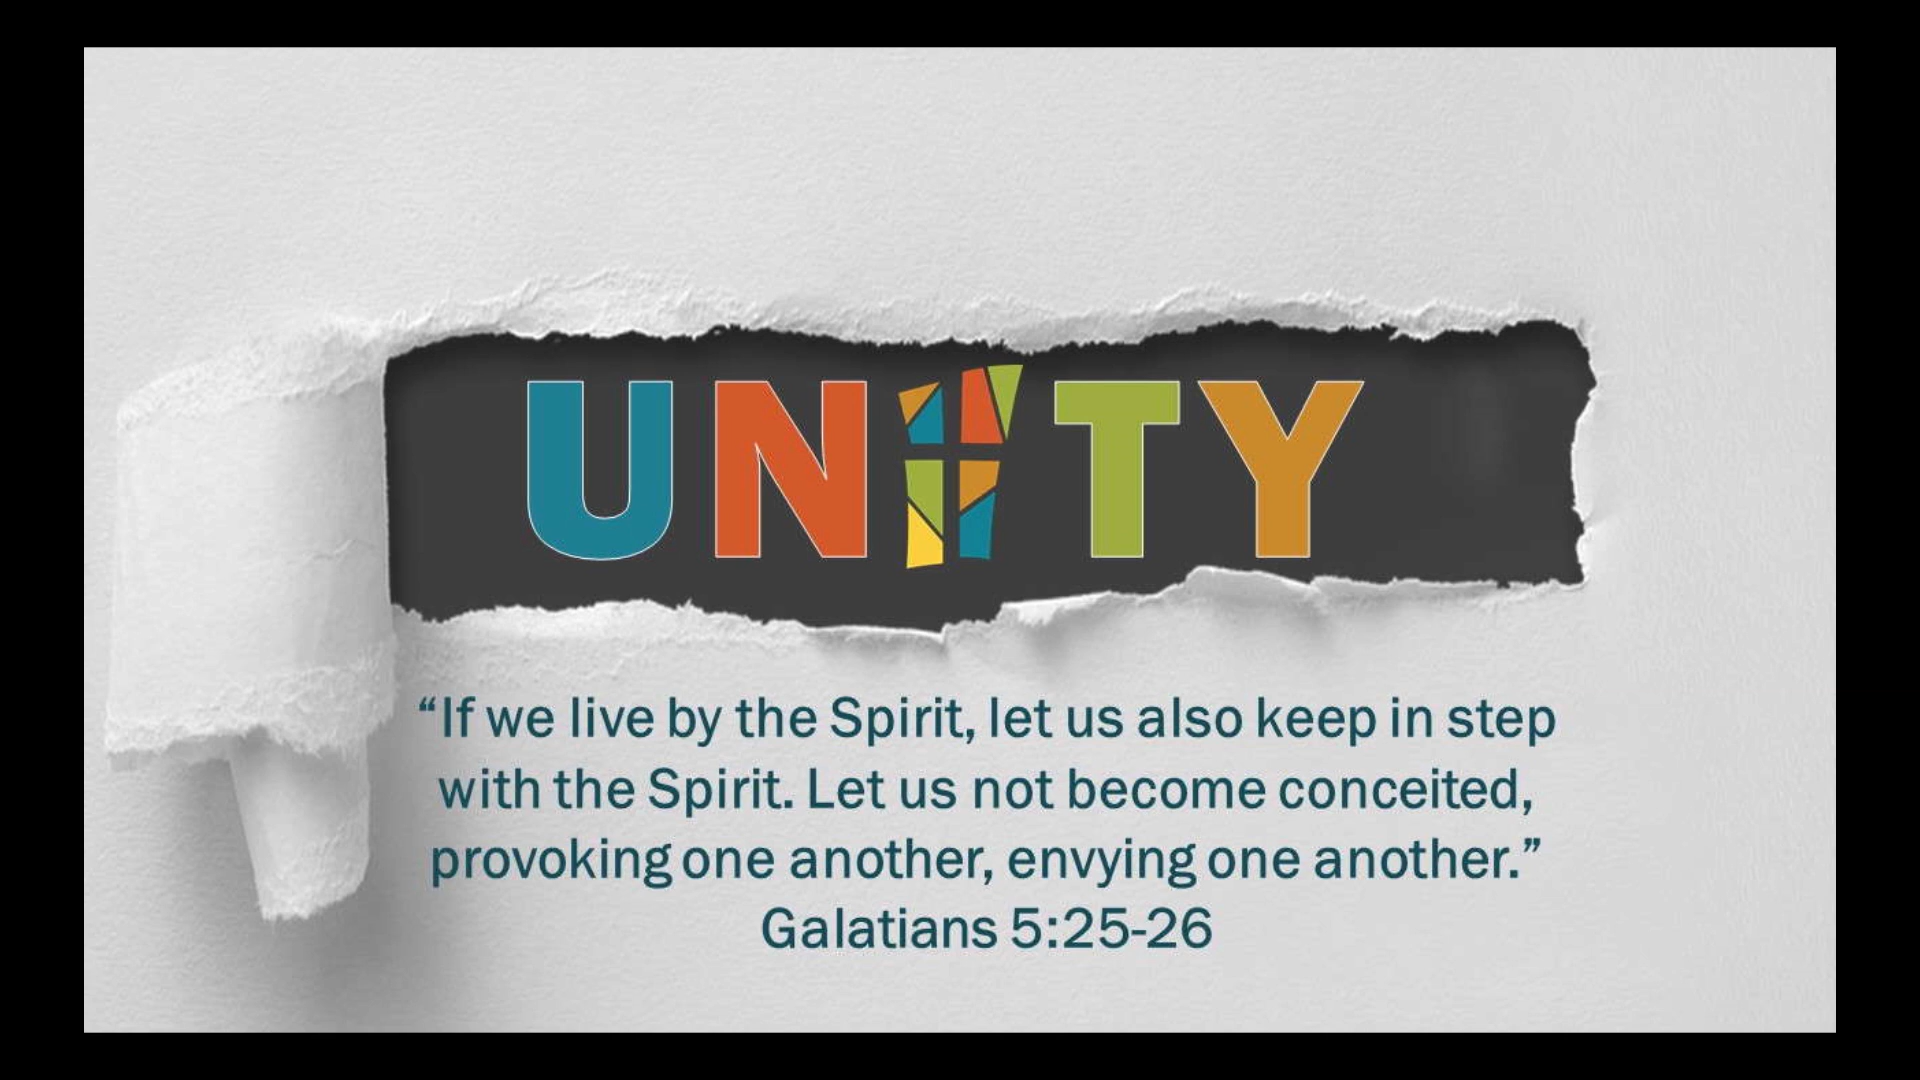 UNITY
“If we live by the Spirit, let us also keep in step
with the Spirit. Let us not become conceited,
provoking one another, envying one another.”
Galatians 5:25-26